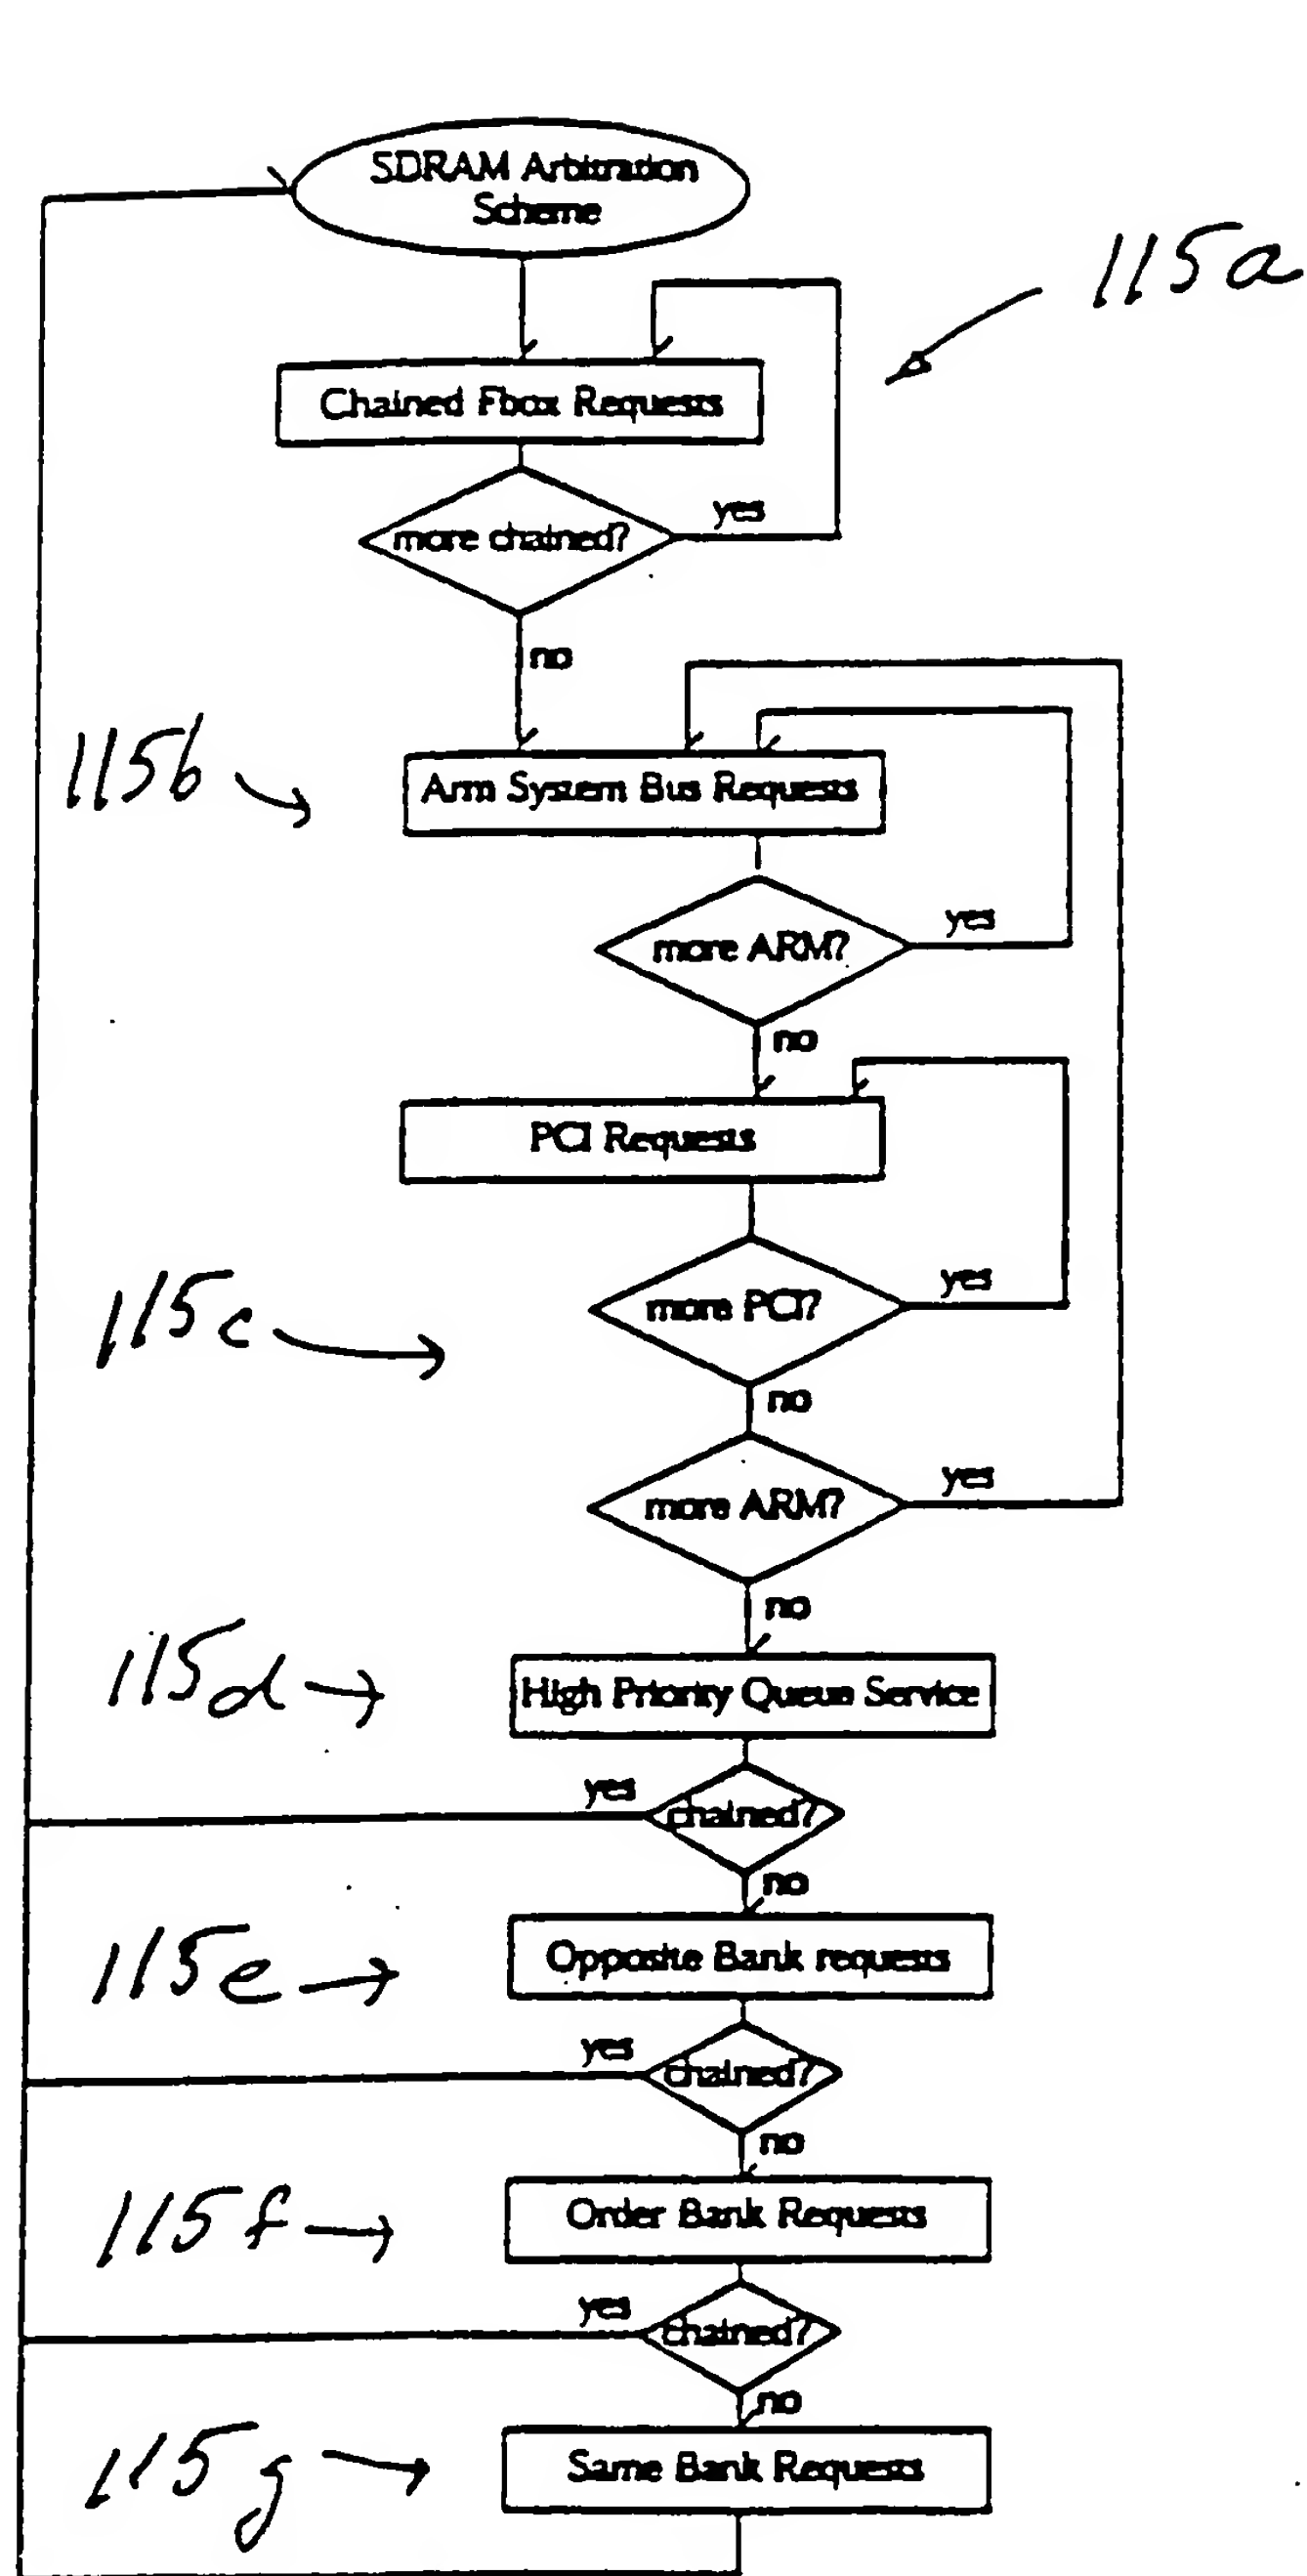 SDRAM Arbitration
Scheme
115a
Chained Fbox Requests
more chained?
yes
no
115b
Arm System Bus Requests
more ARM?
yes
no
PCI Requests
115c
more PCI?
yes
no
more ARM?
yes
no
115d
High Priority Queue Service
yes
chained?
no
115e
Opposite Bank requests
yes
chained?
no
115f
Order Bank Requests
yes
chained?
no
115g
Same Bank Requests